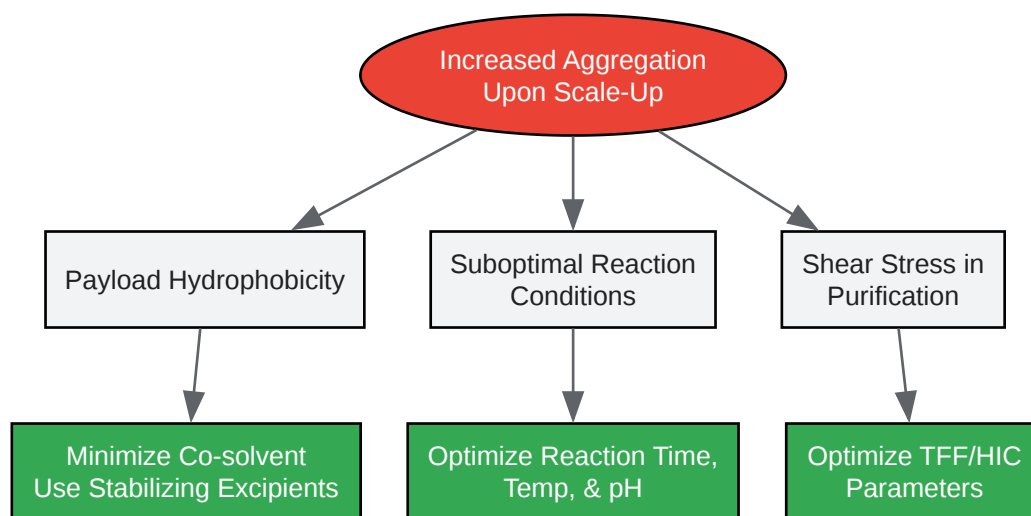 Increased Aggregation
Upon Scale-Up
Payload Hydrophobicity
Suboptimal Reaction
Conditions
Shear Stress in
Purification
Minimize Co-solvent
Use Stabilizing Excipients
Optimize Reaction Time,
Temp, & pH
Optimize TFF/HIC
Parameters